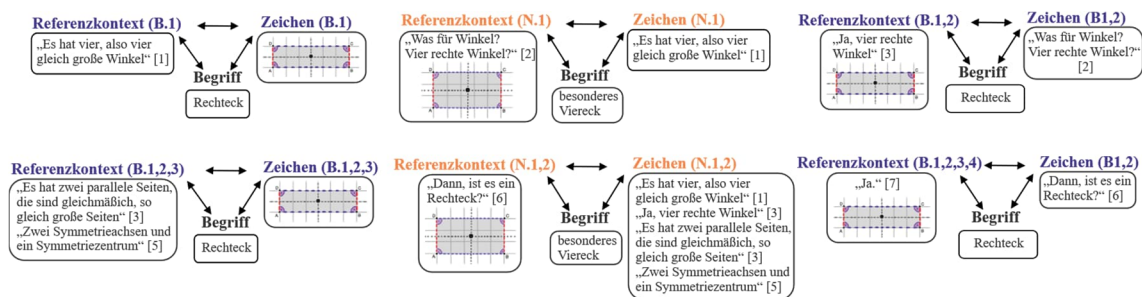 Referenzkontext (B.1)
Zeichen (B.1)
„Es hat vier, also vier
gleich große Winkel“ [1]
Begriff
Rechteck
D
C
A
B
Referenzkontext (N.1)
Zeichen (N.1)
„Was für Winkel?
Vier rechte Winkel?“ [2]
D
C
A
B
Begriff
besonderes
Viereck
„Es hat vier, also vier
gleich große Winkel“ [1]
Referenzkontext (B.1,2)
Zeichen (B1,2)
„Ja, vier rechte
Winkel“ [3]
D
C
A
B
Begriff
Rechteck
„Was für Winkel?
Vier rechte Winkel?“
[2]
Referenzkontext (B.1,2,3)
Zeichen (B.1,2,3)
„Es hat zwei parallele Seiten,
die sind gleichmäßich, so
gleich große Seiten“ [3]
„Zwei Symmetrieachsen und
ein Symmetriezentrum“ [5]
Begriff
Rechteck
D
C
A
B
Referenzkontext (N.1,2)
Zeichen (N.1,2)
„Dann, ist es ein
Rechteck?“ [6]
D
C
A
B
Begriff
besonderes
Viereck
„Es hat vier, also vier
gleich große Winkel“ [1]
„Ja, vier rechte Winkel“ [3]
„Es hat zwei parallele Seiten,
die sind gleichmäßich, so
gleich große Seiten“ [3]
„Zwei Symmetrieachsen und
ein Symmetriezentrum“ [5]
Referenzkontext (B.1,2,3,4)
Zeichen (B1,2)
„Ja.“ [7]
D
C
A
B
Begriff
Rechteck
„Dann, ist es ein
Rechteck?“ [6]